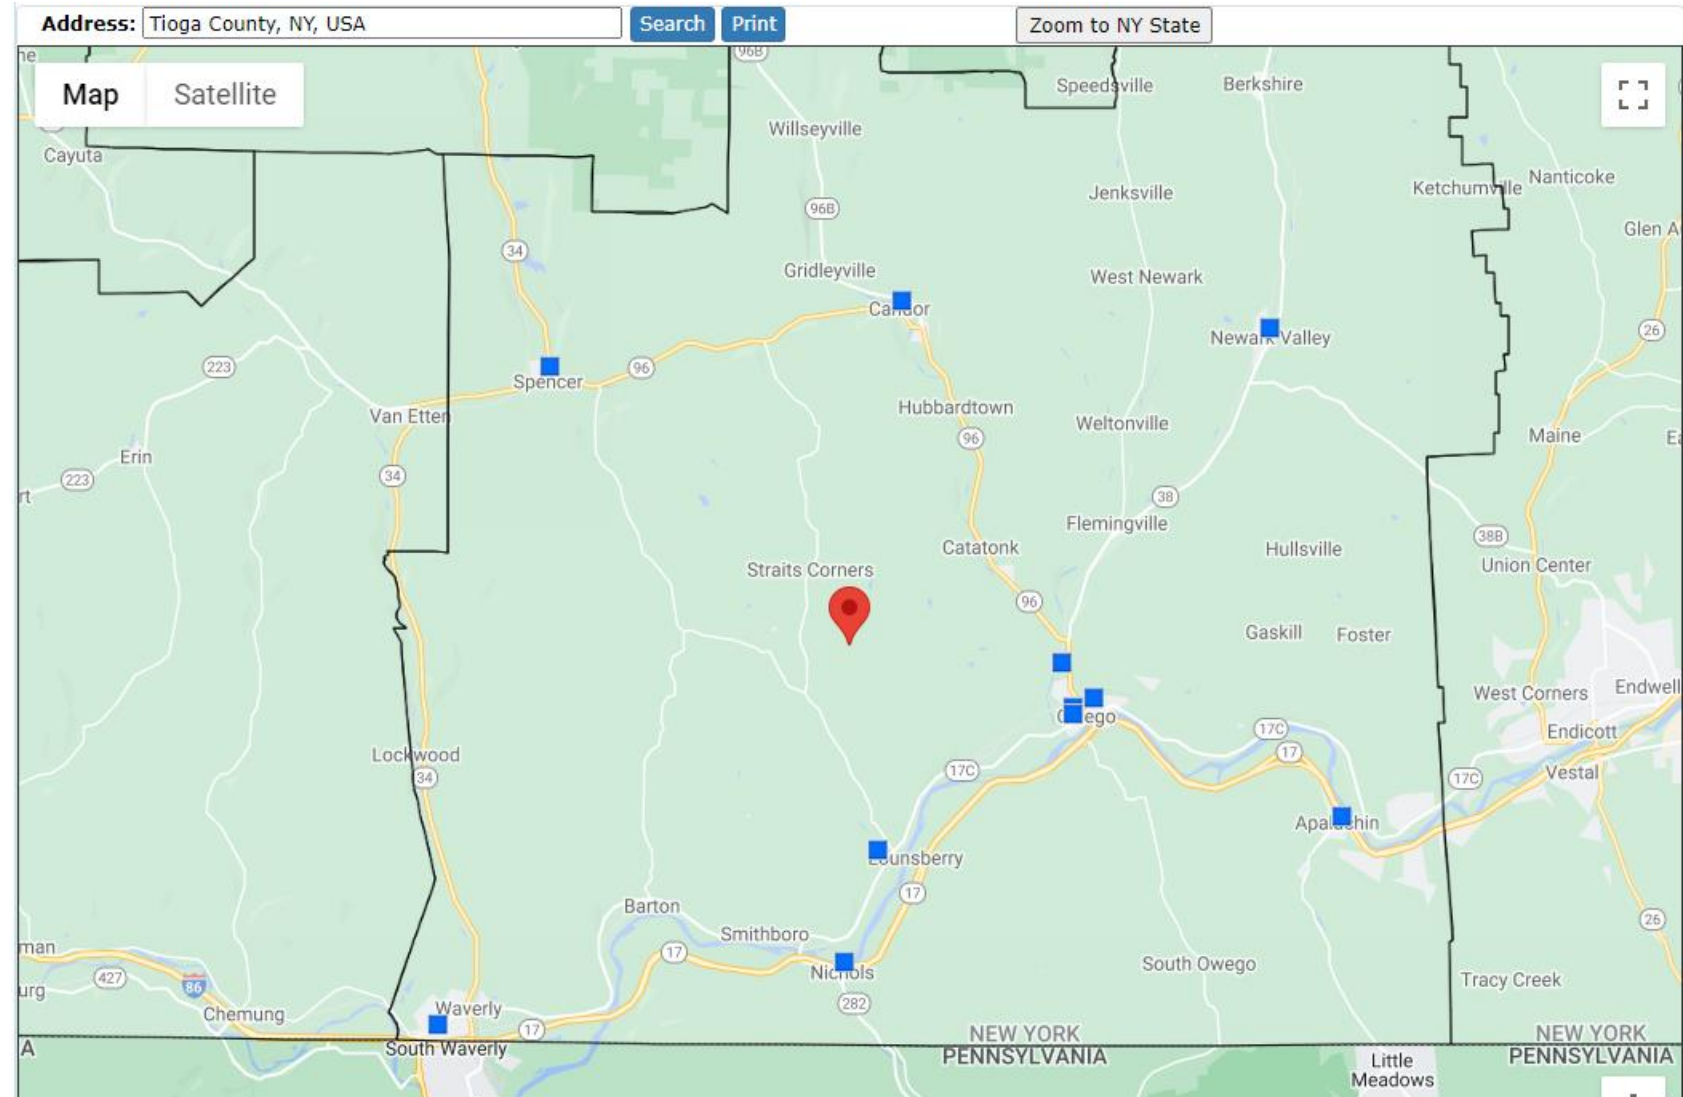 Address: Tioga County, NY, USA Search Print Zoom to NY State
96B
Map Satellite
Speedsville Berkshire
Willseyville
Cayuta
Nanticoke
Ketchumville
Jenksville
96B
34
Gridleyville
West Newark
Candor
26
Newark Valley
223
96
Spencer
Van Etten
Hubbardtown
Weltonville
96
Maine
Erin
34
223
38
Flemingville
38B
Catatonk
Hullsville
Union Center
Straits Corners
96
Gaskill Foster
West Corners Endwell
Owego
17C
Endicott
17
Lockwood
34
17C
17C
Vestal
Apalachin
Lounsberry
17
Barton
26
Smithboro
17
Nichols
South Owego
427
86
Tracy Creek
282
Waverly
Chemung
17
NEW YORK
PENNSYLVANIA
NEW YORK
PENNSYLVANIA
South Waverly
Little
Meadows